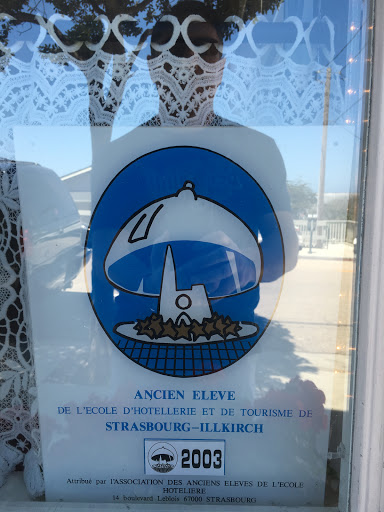 ANCIEN ELEVE
DE L'ECOLE D'HOTELLERIE ET DE TOURISME DE
STRASBOURG-ILLKIRCH
2003
Attribué par l'ASSOCIATION DES ANCIENS ELEVES DE L'ECOLE
HOTELIERE
14 boulevard Leblois 67000 STRASBOURG